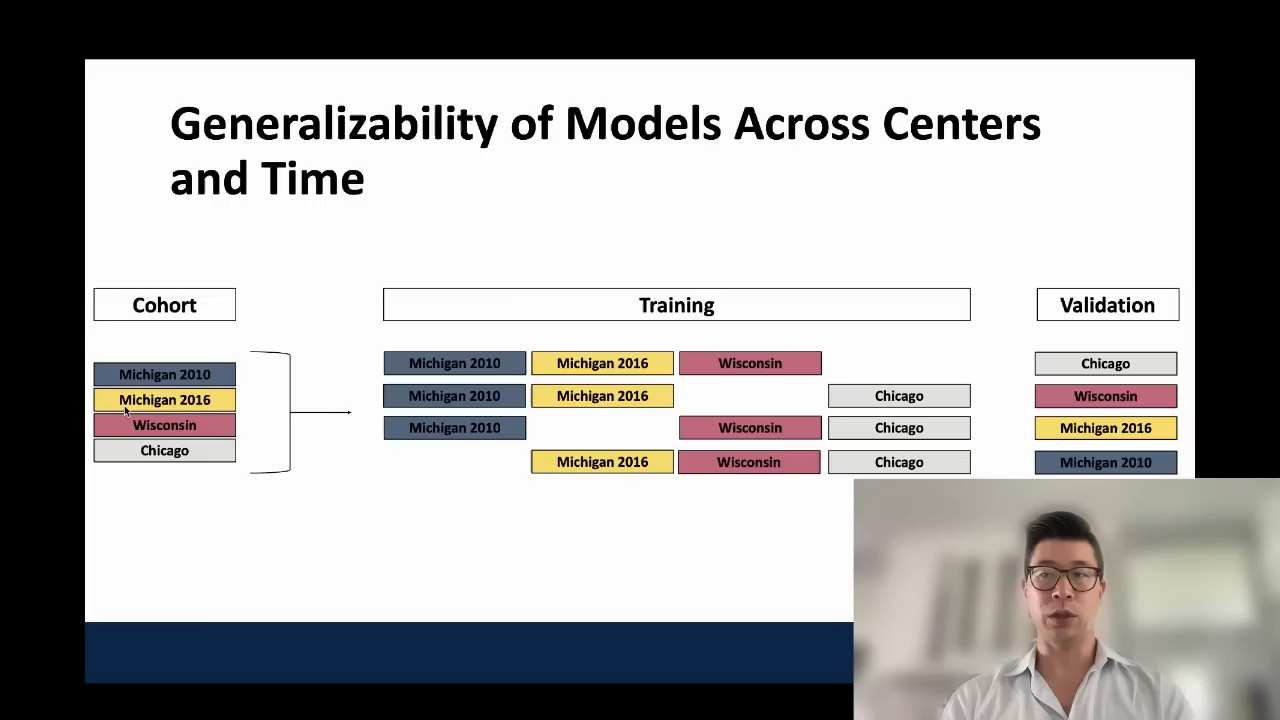 Generalizability of Models Across Centers
and Time
Cohort
Training
Validation
Michigan 2010
Michigan 2016
Wisconsin
Chicago
Michigan 2010 Michigan 2016 Wisconsin Chicago
Michigan 2010 Michigan 2016 Chicago Wisconsin
Michigan 2010 Wisconsin Chicago Michigan 2016
Michigan 2016 Wisconsin Chicago Michigan 2010